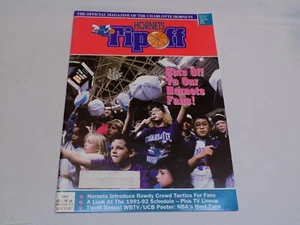 THE OFFICIAL MAGAZINE OF THE CHARLOTTE HORNETS
HORNETS
Tipoff
Hats Off
To Our
Hornets
Fans!
Hornets Introduce Rowdy Crowd Tactics For Fans
A Look At The 1991-92 Schedule – Plus TV Lineup
Tipoff Bonus! WBTV/UCB Poster: NBA's Best Fans